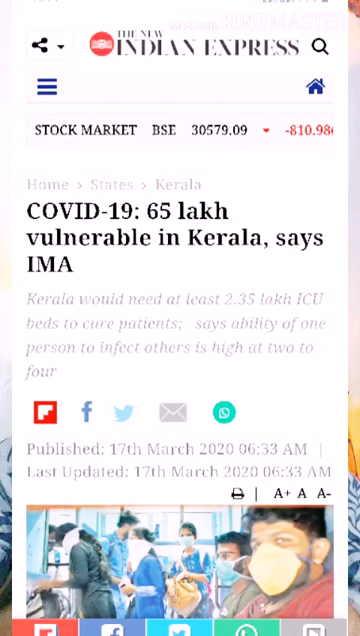 Made with KINEMASTER
THE NEW
INDIAN EXPRESS
STOCK MARKET BSE 30579.09 -810.98
Home > States > Kerala
COVID-19: 65 lakh
vulnerable in Kerala, says
IMA
Kerala would need at least 2.35 lakh ICU
beds to cure patients; says ability of one
person to infect others is high at two to
four
Published: 17th March 2020 06:33 AM |
Last Updated: 17th March 2020 06:33 AM
| A+ A A-